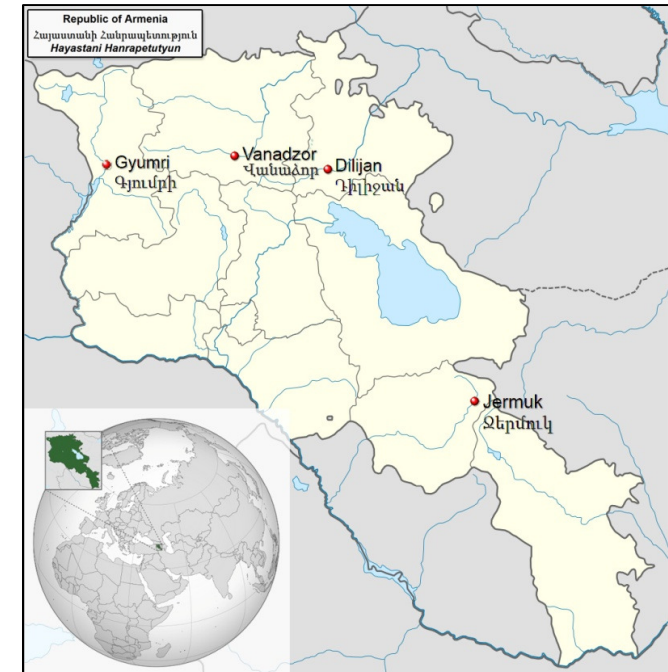 Republic of Armenia
Հայաստանի Հանրապետություն
Hayastani Hanrapetutyun
Gyumri
Գյումրի
Vanadzor
Վանաձոր
Dilijan
Դիլիջան
Jermuk
Ջերմուկ